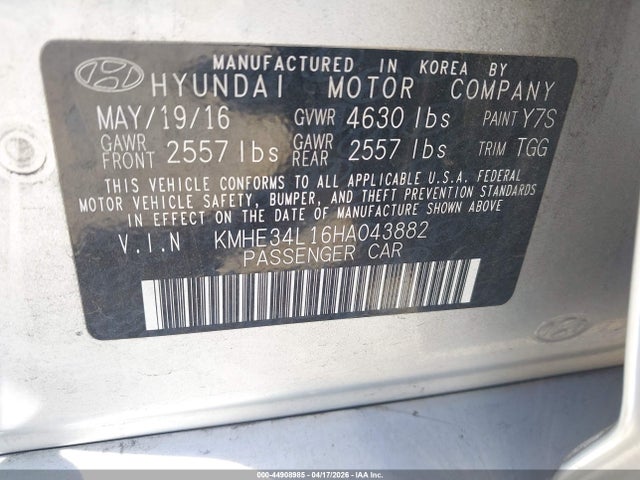 MANUFACTURED IN KOREA BY
HYUNDAI MOTOR COMPANY
MAY/19/16 GVWR 4630 lbs PAINT Y7S
GAWR FRONT 2557 lbs GAWR REAR 2557 lbs TRIM TGG
THIS VEHICLE CONFORMS TO ALL APPLICABLE U.S.A. FEDERAL
MOTOR VEHICLE SAFETY, BUMPER, AND THEFT PREVENTION STANDARDS
IN EFFECT ON THE DATE OF MANUFACTURE SHOWN ABOVE
V.I.N KMHE34L16HA043882
PASSENGER CAR
000-44908985 - 04/17/2026 - IAA Inc.